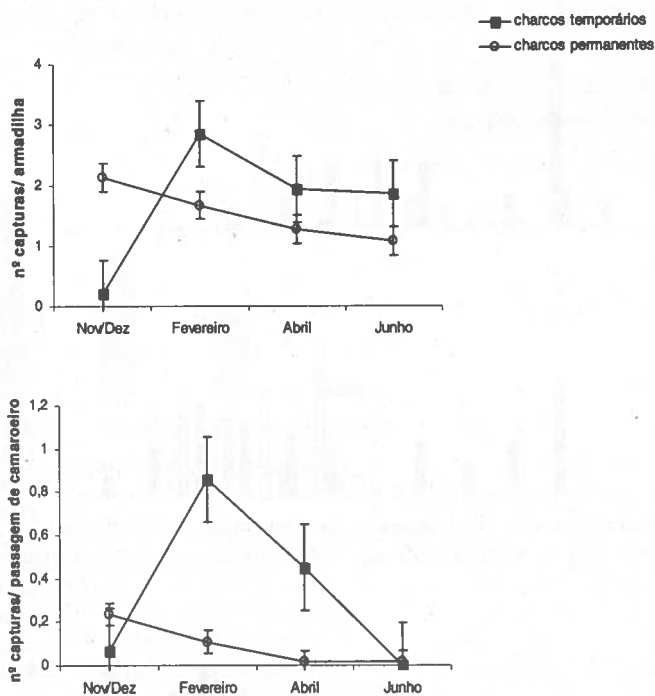 charcos temporários
charcos permanentes
nº capturas/ armadilha
4
3
2
1
0
Nov/Dez Fevereiro Abril Junho
nº capturas/ passagem de camaroeiro
1,2
1
0,8
0,6
0,4
0,2
0
Nov/Dez Fevereiro Abril Junho